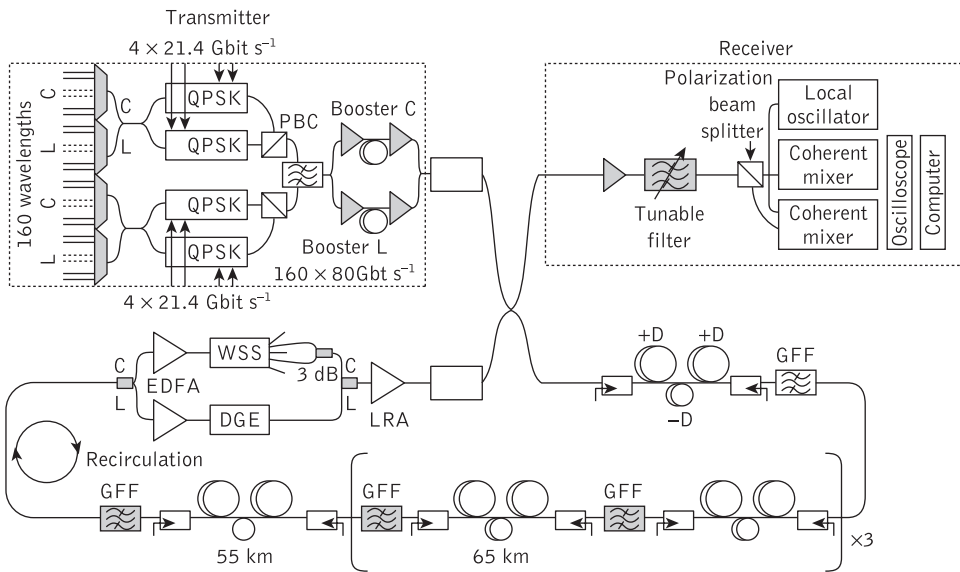 Transmitter
4 × 21.4 Gbit s⁻¹
160 wavelengths
C
L
C
L
C
L
QPSK
QPSK
QPSK
QPSK
PBC
Booster C
Booster L
160 × 80Gbt s⁻¹
4 × 21.4 Gbit s⁻¹
Receiver
Polarization
beam
splitter
Tunable
filter
Local
oscillator
Coherent
mixer
Coherent
mixer
Oscilloscope
Computer
C
L
EDFA
WSS
3 dB
DGE
C
L
LRA
+D
+D
−D
GFF
Recirculation
GFF
55 km
GFF
65 km
GFF
×3